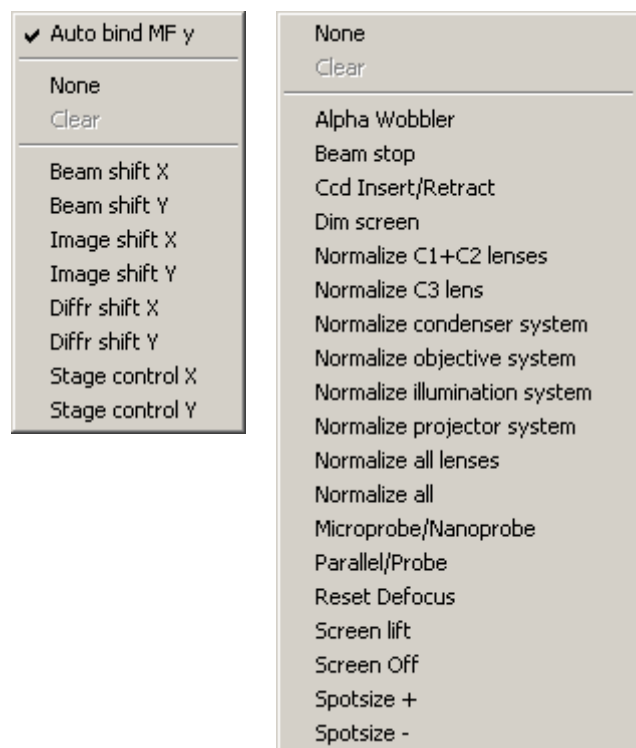 Auto bind MF y
None
Clear
Beam shift X
Beam shift Y
Image shift X
Image shift Y
Diffr shift X
Diffr shift Y
Stage control X
Stage control Y
None
Clear
Alpha Wobbler
Beam stop
Ccd Insert/Retract
Dim screen
Normalize C1+C2 lenses
Normalize C3 lens
Normalize condenser system
Normalize objective system
Normalize illumination system
Normalize projector system
Normalize all lenses
Normalize all
Microprobe/Nanoprobe
Parallel/Probe
Reset Defocus
Screen lift
Screen Off
Spotsize +
Spotsize -